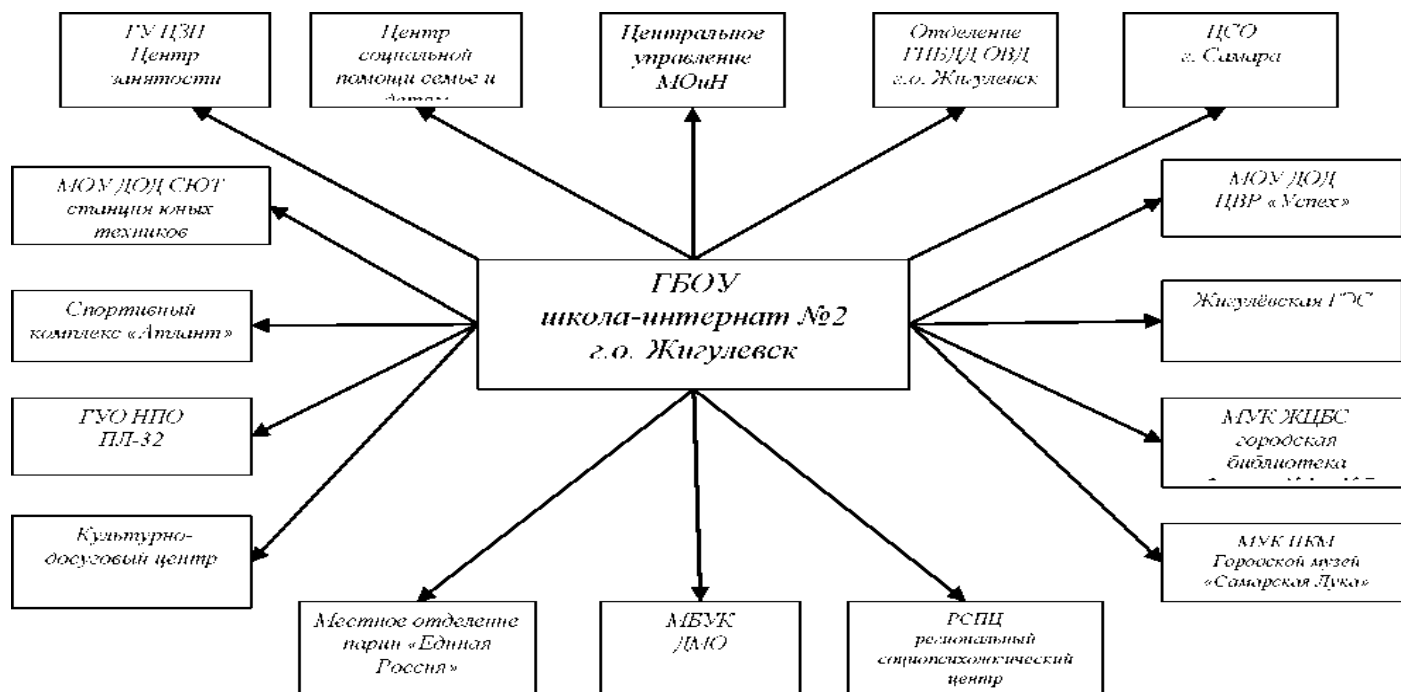 ГУ ЦЗН
Центр
занятости
Центр
социальной
помощи семье и
детям
Центральное
управление
МОиН
Отделение
ГИБДД ОВД
г.о. Жигулевск
ЦСО
г. Самара
МОУ ДОД СЮТ
станция юных
техников
МОУ ДОД
ЦВР «Успех»
ГБОУ
школа-интернат №2
г.о. Жигулевск
Спортивный
комплекс «Атлант»
Жигулёвская ГЭС
ГУО НПО
ПЛ-32
МУК ЖЦБС
городская
библиотека
Культурно-
досуговый центр
МУК ЦКМ
Городской музей
«Самарская Лука»
Местное отделение
парии «Единая
Россия»
МБУК
ДМО
РСПЦ
региональный
социопсихожкический
центр